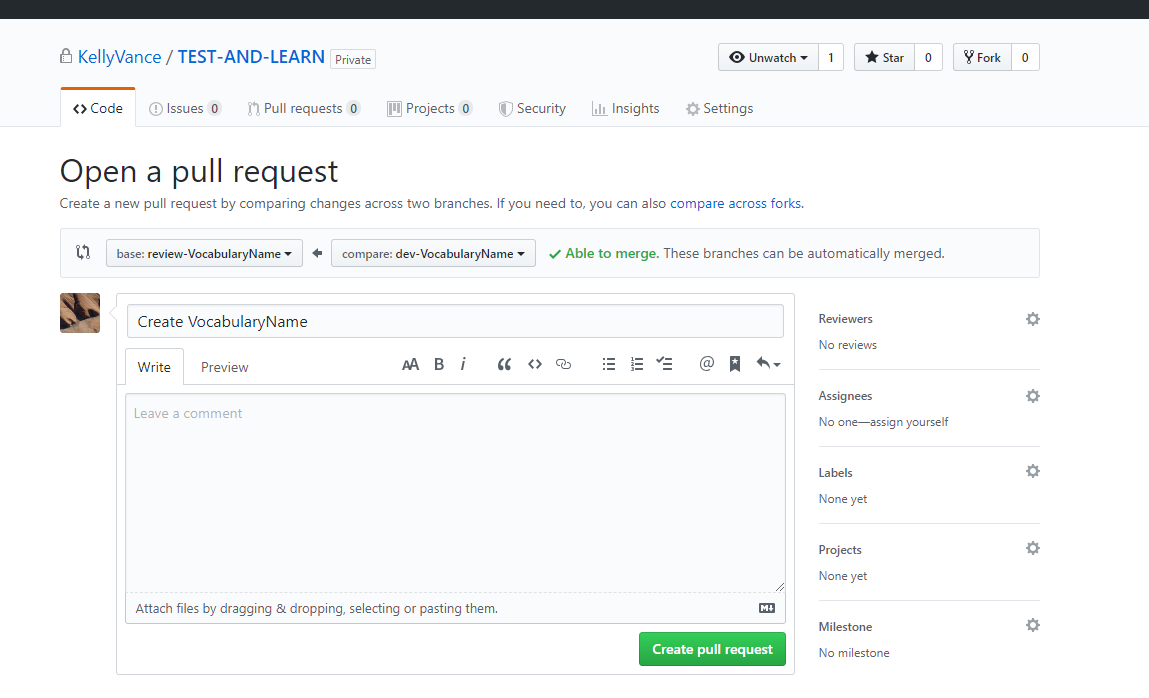 KellyVance / TEST-AND-LEARN Private Unwatch 1 Star 0 Fork 0
Code Issues 0 Pull requests 0 Projects 0 Security Insights Settings
Open a pull request
Create a new pull request by comparing changes across two branches. If you need to, you can also compare across forks.
base: review-VocabularyName compare: dev-VocabularyName Able to merge. These branches can be automatically merged.
Create VocabularyName
Write Preview AA B i @
Leave a comment
Attach files by dragging & dropping, selecting or pasting them.
Create pull request
Reviewers
No reviews
Assignees
No one—assign yourself
Labels
None yet
Projects
None yet
Milestone
No milestone